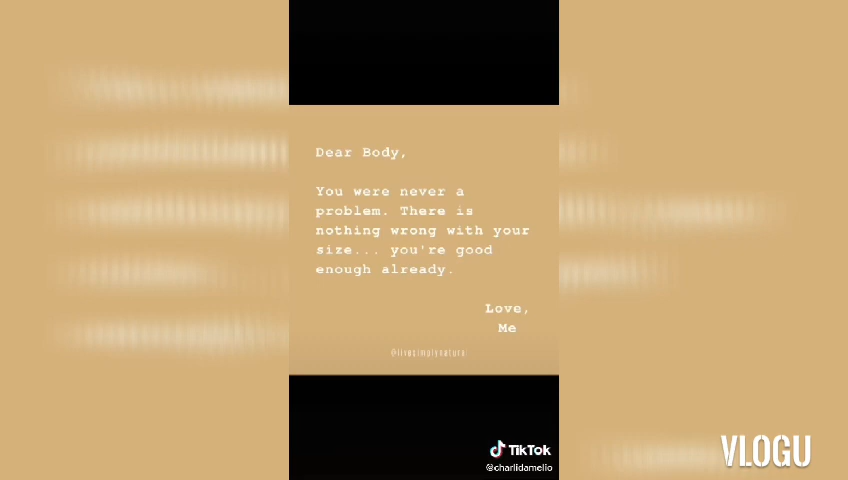 Dear Body,
You were never a
problem. There is
nothing wrong with your
size... you're good
enough already.
Love,
Me
@ilivesimplynatural
TikTok
@charlidamelio
VLOGU